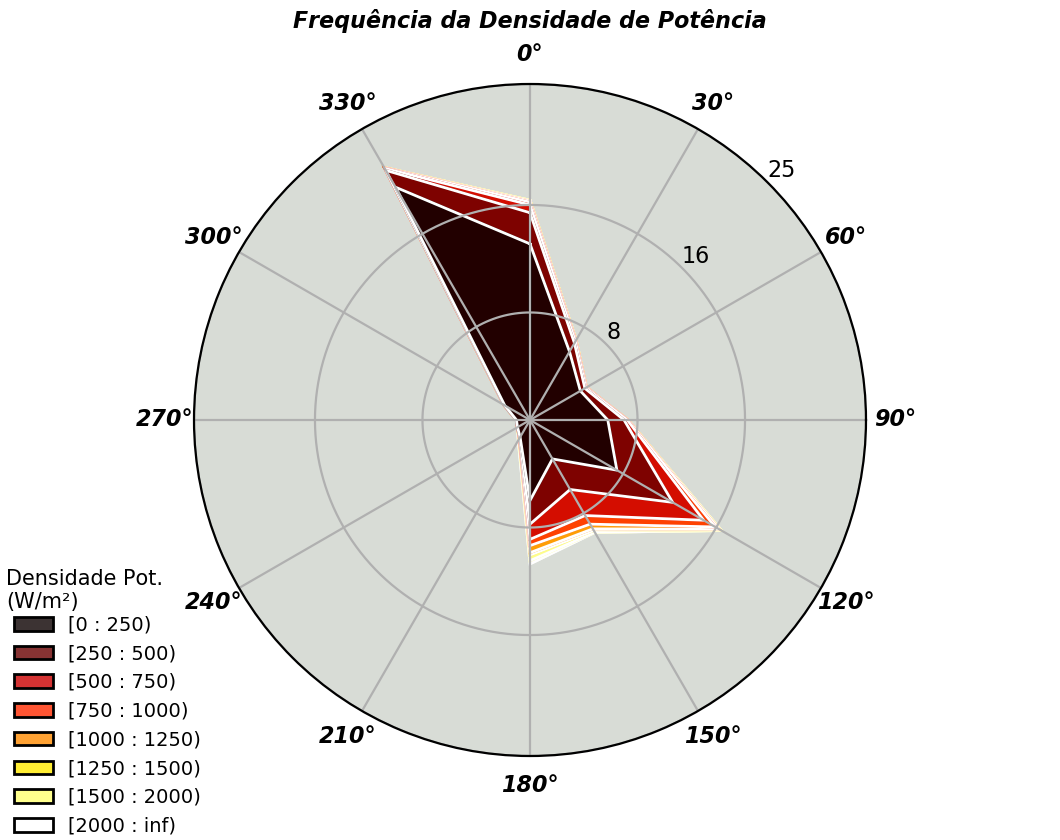 Frequência da Densidade de Potência
0°
330°
30°
25
300°
60°
16
8
270°
90°
240°
120°
210°
150°
180°
Densidade Pot.
(W/m²)
[0 : 250)
[250 : 500)
[500 : 750)
[750 : 1000)
[1000 : 1250)
[1250 : 1500)
[1500 : 2000)
[2000 : inf)